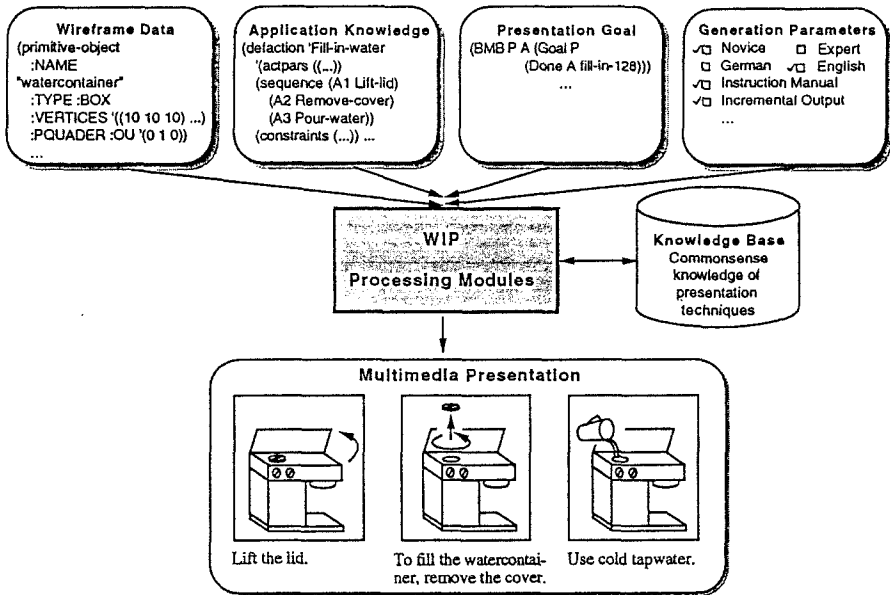 Wireframe Data
(primitive-object
:NAME
"watercontainer"
:TYPE :BOX
:VERTICES '((10 10 10) ...)
:PQUADER :OU '(0 1 0))
...
Application Knowledge
(defaction 'Fill-in-water
'(actpars ((...))
(sequence (A1 Lift-lid)
(A2 Remove-cover)
(A3 Pour-water))
(constraints (...)) ...
Presentation Goal
(BMB P A (Goal P
(Done A fill-in-128)))
...
Generation Parameters
Novice Expert
German English
Instruction Manual
Incremental Output
...
WIP
Processing Modules
Knowledge Base
Commonsense
knowledge of
presentation
techniques
Multimedia Presentation
Lift the lid.
To fill the watercontai-
ner, remove the cover.
Use cold tapwater.